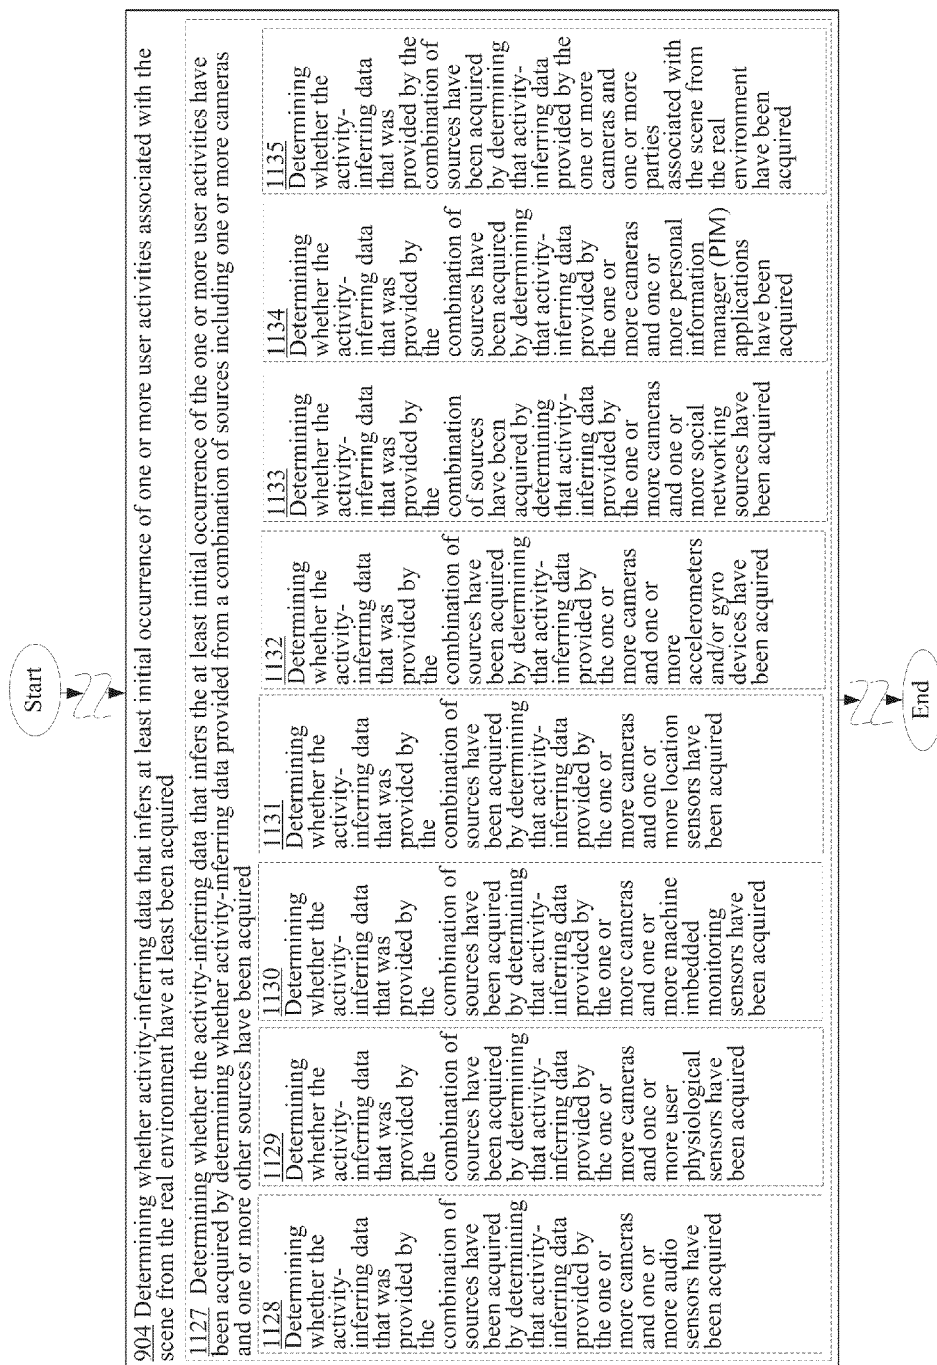 Start
904 Determining whether activity-inferring data that infers at least initial occurrence of one or more user activities associated with the
scene from the real environment have at least been acquired
1127 Determining whether the activity-inferring data that infers the at least initial occurrence of the one or more user activities have
been acquired by determining whether activity-inferring data provided from a combination of sources including one or more cameras
and one or more other sources have been acquired
1128
Determining
whether the
activity-
inferring data
that was
provided by
the
combination of
sources have
been acquired
by determining
that activity-
inferring data
provided by
the one or
more cameras
and one or
more audio
sensors have
been acquired
1129
Determining
whether the
activity-
inferring data
that was
provided by
the
combination of
sources have
been acquired
by determining
that activity-
inferring data
provided by
the one or
more cameras
and one or
more user
physiological
sensors have
been acquired
1130
Determining
whether the
activity-
inferring data
that was
provided by
the
combination of
sources have
been acquired
by determining
that activity-
inferring data
provided by
the one or
more cameras
and one or
more machine
imbedded
monitoring
sensors have
been acquired
1131
Determining
whether the
activity-
inferring data
that was
provided by
the
combination of
sources have
been acquired
by determining
that activity-
inferring data
provided by
the one or
more cameras
and one or
more location
sensors have
been acquired
1132
Determining
whether the
activity-
inferring data
that was
provided by
the
combination of
sources have
been acquired
by determining
that activity-
inferring data
provided by
the one or
more cameras
and one or
more
accelerometers
and/or gyro
devices have
been acquired
1133
Determining
whether the
activity-
inferring data
that was
provided by
the
combination
of sources
have been
acquired by
determining
that activity-
inferring data
provided by
the one or
more cameras
and one or
more social
networking
sources have
been acquired
1134
Determining
whether the
activity-
inferring data
that was
provided by
the
combination of
sources have
been acquired
by determining
that activity-
inferring data
provided by
the one or
more cameras
and one or
more personal
information
manager (PIM)
applications
have been
acquired
1135
Determining
whether the
activity-
inferring data
that was
provided by the
combination of
sources have
been acquired
by determining
that activity-
inferring data
provided by the
one or more
cameras and
one or more
parties
associated with
the scene from
the real
environment
have been
acquired
End